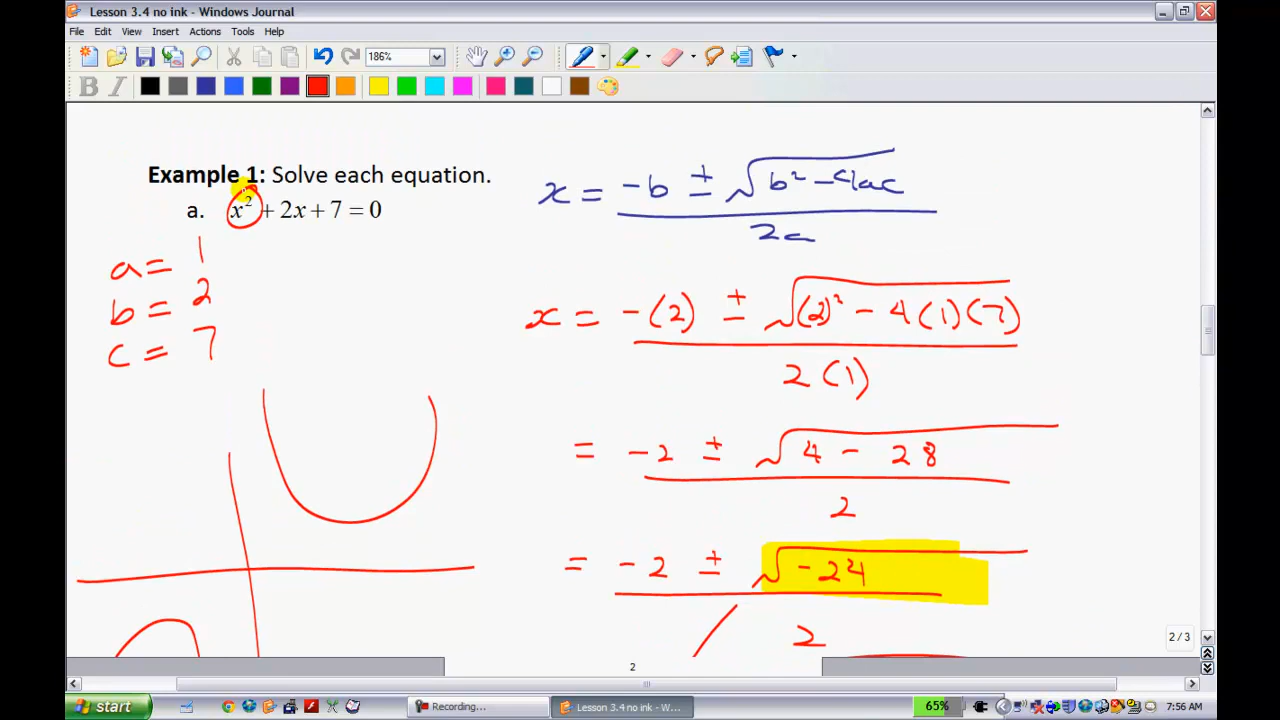 Lesson 3.4 no ink - Windows Journal
File Edit View Insert Actions Tools Help
186%
B I
Example 1: Solve each equation.
a. x² + 2x + 7 = 0
x = -b ± √b² - 4ac
2a
a = 1
b = 2
c = 7
x = -(2) ± √(2)² - 4(1)(7)
2(1)
= -2 ± √4 - 28
2
= -2 ± √-24
2
2/3
2
start
Recording...
Lesson 3.4 no ink - W...
65%
7:56 AM